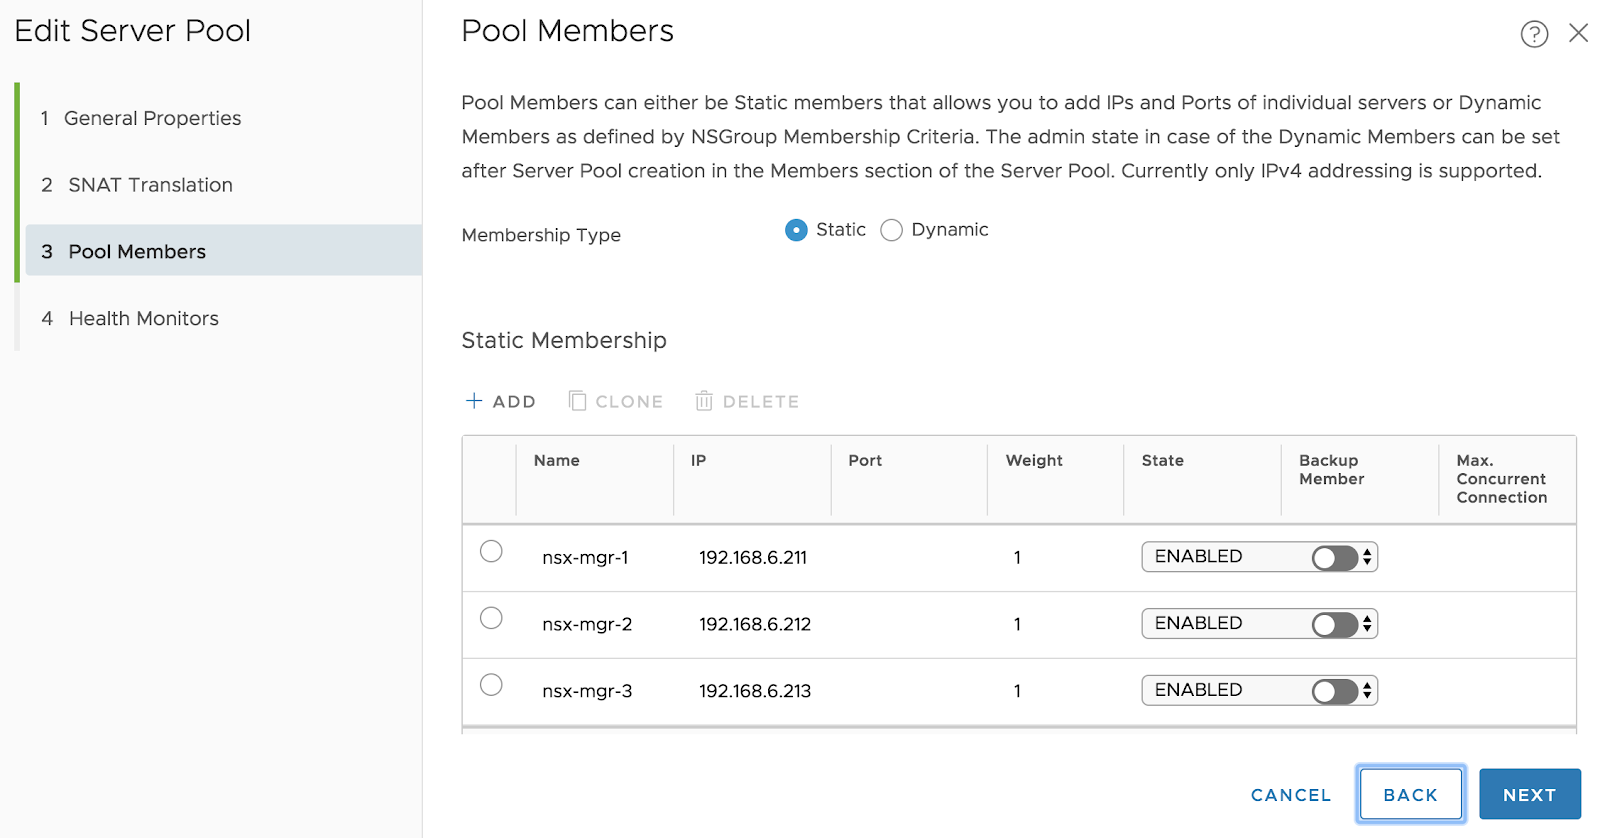 Edit Server Pool
1 General Properties
2 SNAT Translation
3 Pool Members
4 Health Monitors
Pool Members
?
Pool Members can either be Static members that allows you to add IPs and Ports of individual servers or Dynamic
Members as defined by NSGroup Membership Criteria. The admin state in case of the Dynamic Members can be set
after Server Pool creation in the Members section of the Server Pool. Currently only IPv4 addressing is supported.
Membership Type Static Dynamic
Static Membership
+ ADD CLONE DELETE
Name IP Port Weight State Backup Member Max. Concurrent Connection
nsx-mgr-1 192.168.6.211 1 ENABLED
nsx-mgr-2 192.168.6.212 1 ENABLED
nsx-mgr-3 192.168.6.213 1 ENABLED
CANCEL BACK NEXT